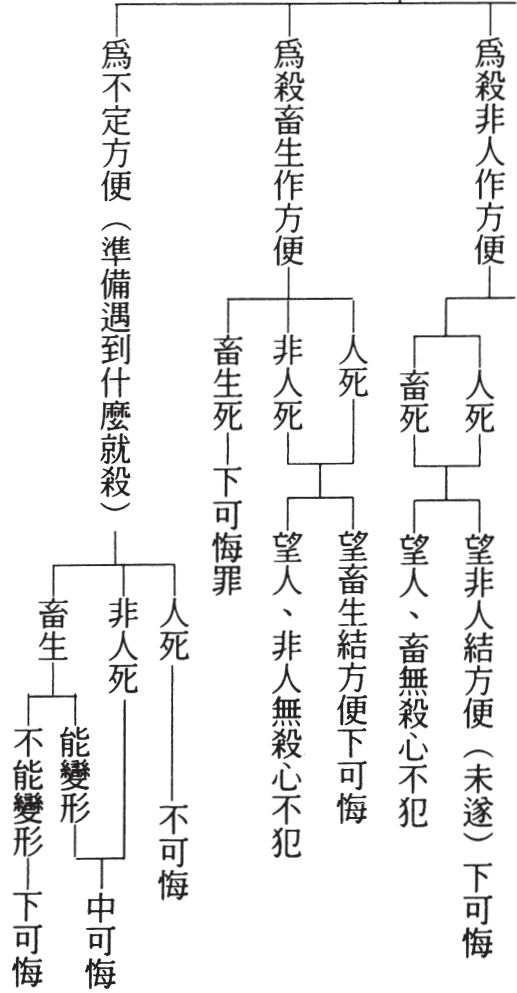 爲殺非人作方便
人死
畜死
望非人結方便（未遂）下可悔
望人、畜無殺心不犯
爲殺畜生作方便
人死
非人死
望畜生結方便下可悔
望人、非人無殺心不犯
畜生死
下可悔罪
爲不定方便（準備遇到什麼就殺）
人死
不可悔
非人死
畜生
能變形
中可悔
不能變形
下可悔